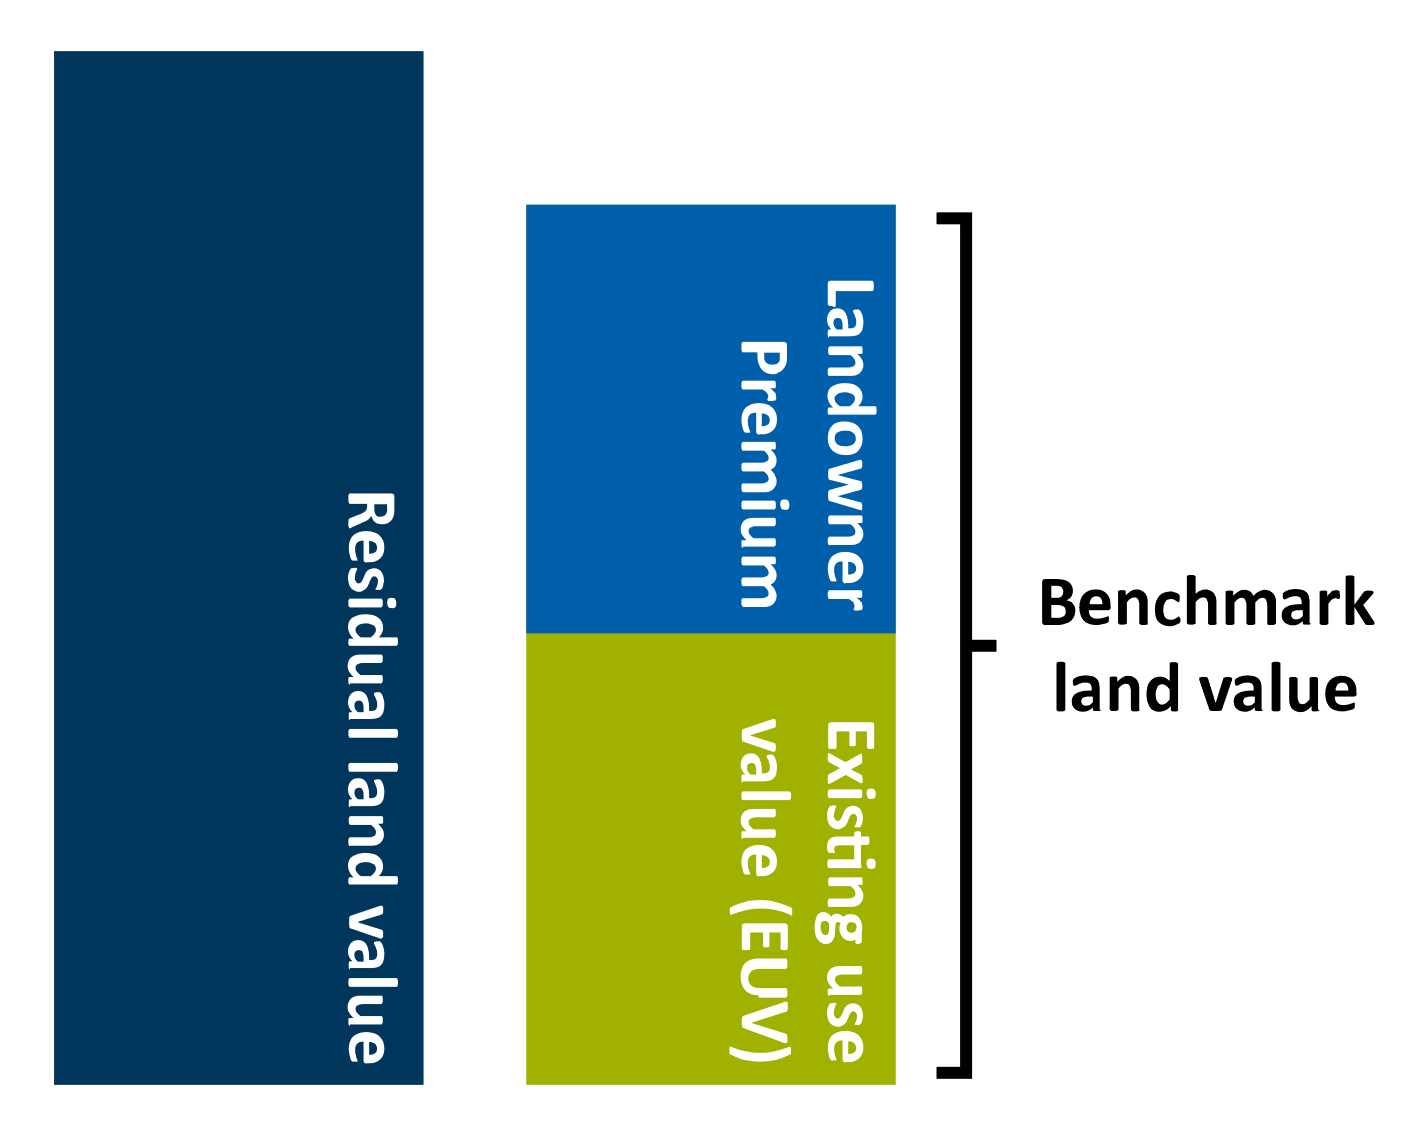 Residual land value
Landowner
Premium
Existing use
value (EUV)
Benchmark
land value